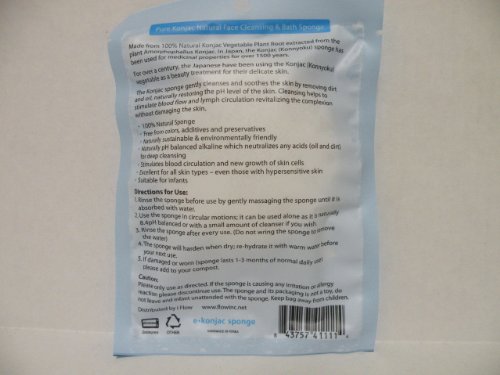 Pure Konjac Natural Face Cleansing & Bath Sponge
Made from 100% Natural Konjac Vegetable Plant Root extracted from the
plant Amorphophallus Konjac. In Japan, the Konjac (Konnyoku) sponge has
been used for medicinal properties for over 1500 years.
For over a century, the Japanese have been using the Konjac (Konnyoku)
vegetable as a beauty treatment for their delicate skin.
The Konjac sponge gently cleanses and soothes the skin by removing dirt
and oil, naturally restoring the pH level of the skin. Cleansing helps to
stimulate blood flow and lymph circulation revitalizing the complexion
without damaging the skin.
- 100% Natural Sponge
- Free from colors, additives and preservatives
- Naturally sustainable & environmentally friendly
- Naturally pH balanced alkaline which neutralizes any acids (oil and dirt)
for deep cleansing
- Stimulates blood circulation and new growth of skin cells
- Excellent for all skin types – even those with hypersensitive skin
- Suitable for infants
Directions for Use:
1. Rinse the sponge before use by gently massaging the sponge until it is
absorbed with water.
2. Use the sponge in circular motions; it can be used alone as it is naturally
8.4pH balanced or with a small amount of cleanser if you wish
3. Rinse the sponge after every use. (Do not wring the sponge to remove
the water)
4. The sponge will harden when dry; re-hydrate it with warm water before
your next use.
5. If damaged or worn (sponge lasts 1-3 months of normal daily use)
please add to your compost.
Caution:
Please only use as directed. If the sponge is causing any irritation or allergy
reaction please discontinue use. The sponge and its packaging is not a toy, do
not leave and infant unattended with the sponge. Keep bag away from children.
Distributed by i-Flow
www.flowinc.net
e·konjac sponge
OTHER
8 43757 41111